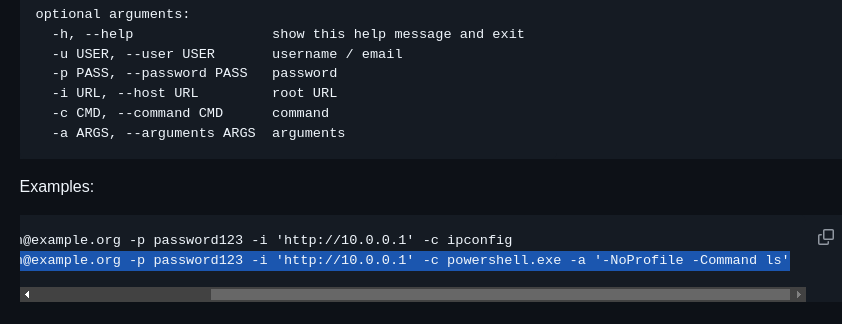 optional arguments:
-h, --help show this help message and exit
-u USER, --user USER username / email
-p PASS, --password PASS password
-i URL, --host URL root URL
-c CMD, --command CMD command
-a ARGS, --arguments ARGS arguments
Examples:
@example.org -p password123 -i 'http://10.0.0.1' -c ipconfig
@example.org -p password123 -i 'http://10.0.0.1' -c powershell.exe -a '-NoProfile -Command ls'